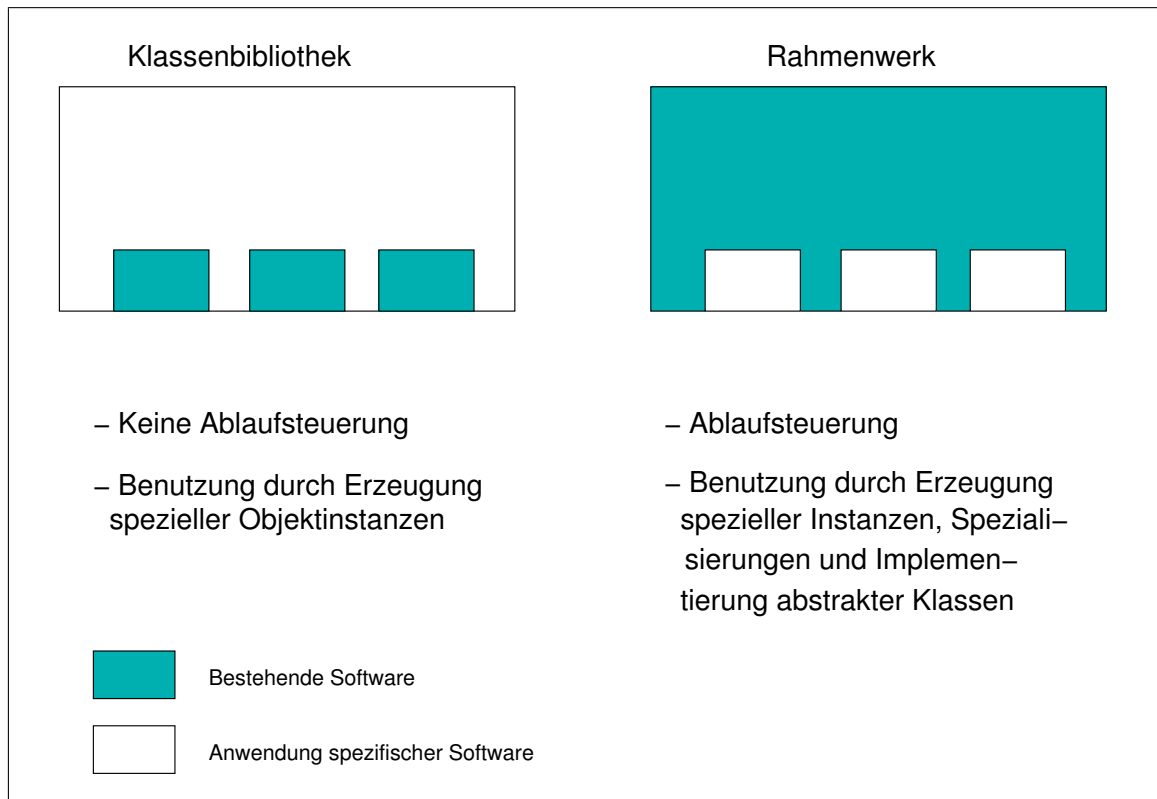 Klassenbibliothek
Rahmenwerk
– Keine Ablaufsteuerung
– Benutzung durch Erzeugung
spezieller Objektinstanzen
– Ablaufsteuerung
– Benutzung durch Erzeugung
spezieller Instanzen, Speziali–
sierungen und Implemen–
tierung abstrakter Klassen
Bestehende Software
Anwendung spezifischer Software